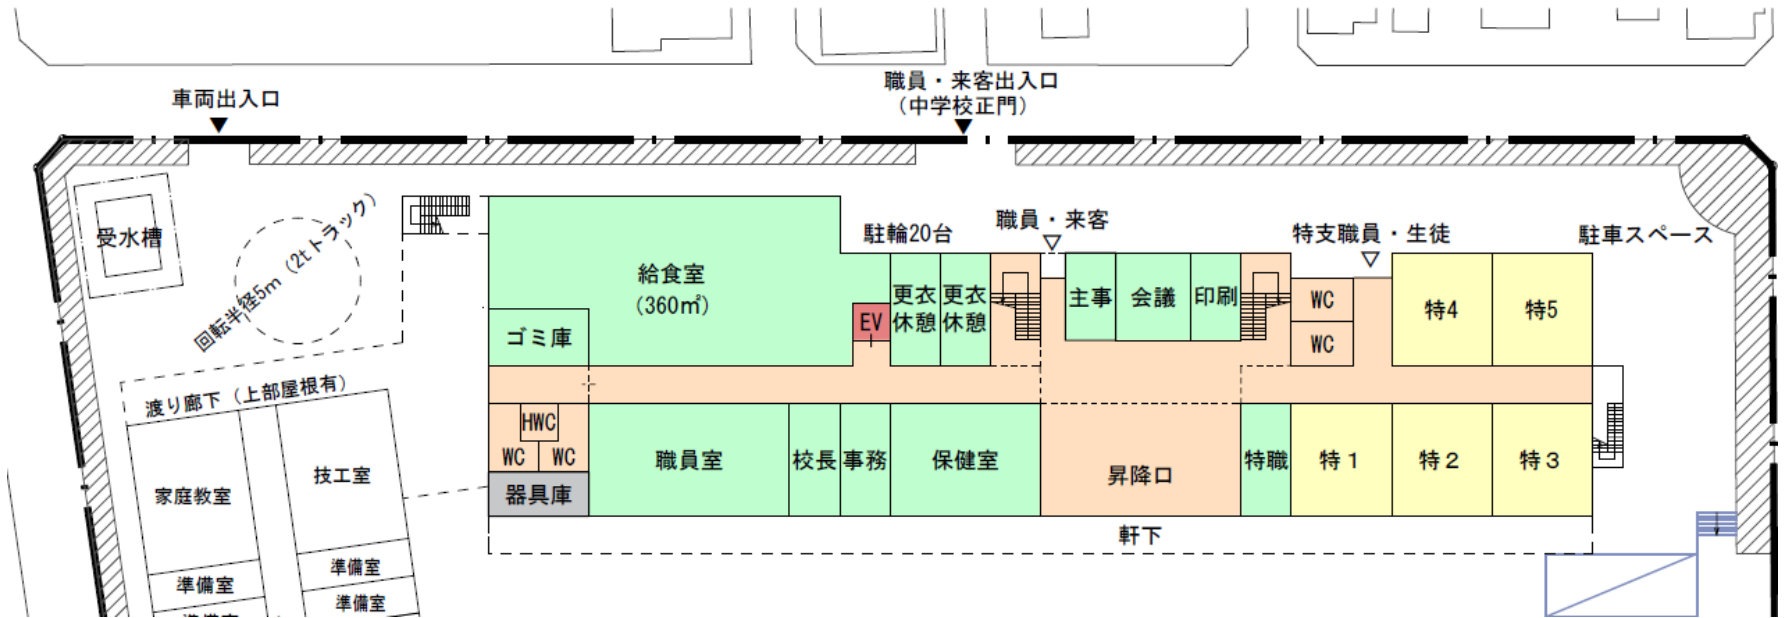 職員・来客出入口
(中学校正門)
車両出入口
受水槽
回転半径5m (2tトラック)
駐輪20台
職員・来客
特支職員・生徒
駐車スペース
給食室
(360㎡)
ゴミ庫
EV
更衣
休憩
更衣
休憩
主事
会議
印刷
WC
WC
特4
特5
渡り廊下 (上部屋根有)
家庭教室
技工室
準備室
準備室
準備室
準備室
HWC
WC
WC
器具庫
職員室
校長
事務
保健室
昇降口
特職
特1
特2
特3
軒下